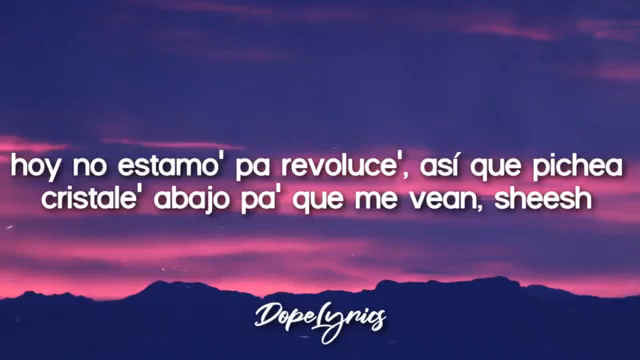 hoy no estamo' pa revoluce', así que pichea
cristale' abajo pa' que me vean, sheesh
DopeLyrics